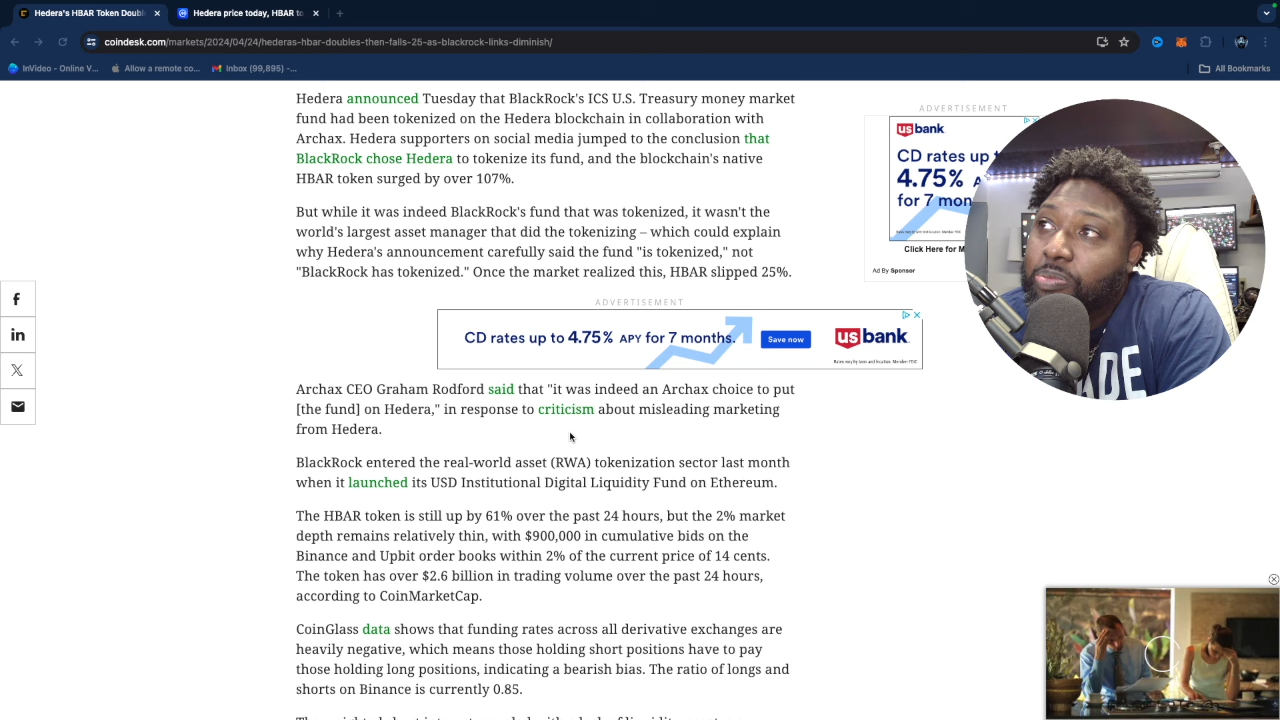 Hedera's HBAR Token Doubl
Hedera price today, HBAR to
coindesk.com/markets/2024/04/24/hederas-hbar-doubles-then-falls-25-as-blackrock-links-diminish/
InVideo - Online V...
Allow a remote co...
Inbox (99,895) -...
All Bookmarks
Hedera announced Tuesday that BlackRock's ICS U.S. Treasury money market
fund had been tokenized on the Hedera blockchain in collaboration with
Archax. Hedera supporters on social media jumped to the conclusion that
BlackRock chose Hedera to tokenize its fund, and the blockchain's native
HBAR token surged by over 107%.
But while it was indeed BlackRock's fund that was tokenized, it wasn't the
world's largest asset manager that did the tokenizing – which could explain
why Hedera's announcement carefully said the fund "is tokenized," not
"BlackRock has tokenized." Once the market realized this, HBAR slipped 25%.
ADVERTISEMENT
CD rates up to 4.75% APY for 7 months.
Save now
usbank
Archax CEO Graham Rodford said that "it was indeed an Archax choice to put
[the fund] on Hedera," in response to criticism about misleading marketing
from Hedera.
BlackRock entered the real-world asset (RWA) tokenization sector last month
when it launched its USD Institutional Digital Liquidity Fund on Ethereum.
The HBAR token is still up by 61% over the past 24 hours, but the 2% market
depth remains relatively thin, with $900,000 in cumulative bids on the
Binance and Upbit order books within 2% of the current price of 14 cents.
The token has over $2.6 billion in trading volume over the past 24 hours,
according to CoinMarketCap.
CoinGlass data shows that funding rates across all derivative exchanges are
heavily negative, which means those holding short positions have to pay
those holding long positions, indicating a bearish bias. The ratio of longs and
shorts on Binance is currently 0.85.
ADVERTISEMENT
usbank
CD rates up t
4.75% A
for 7 mon
Click Here for M
Ad By Sponsor
ADE